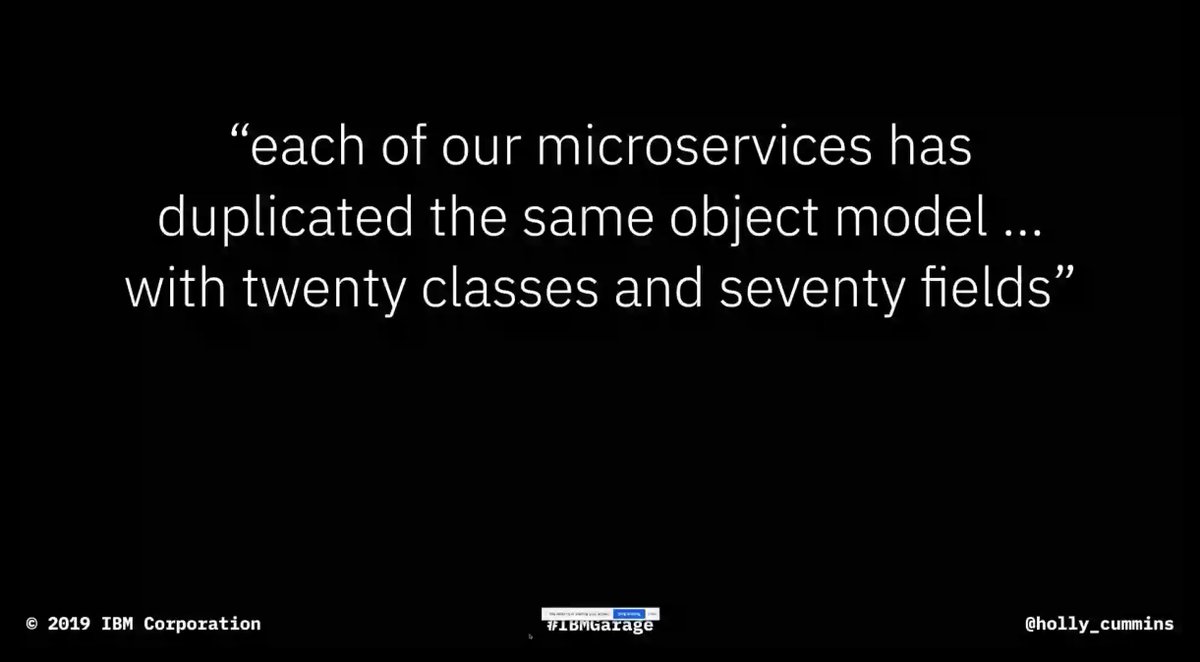 “each of our microservices has
duplicated the same object model ...
with twenty classes and seventy fields”
© 2019 IBM Corporation
#IBMGarage
@holly_cummins